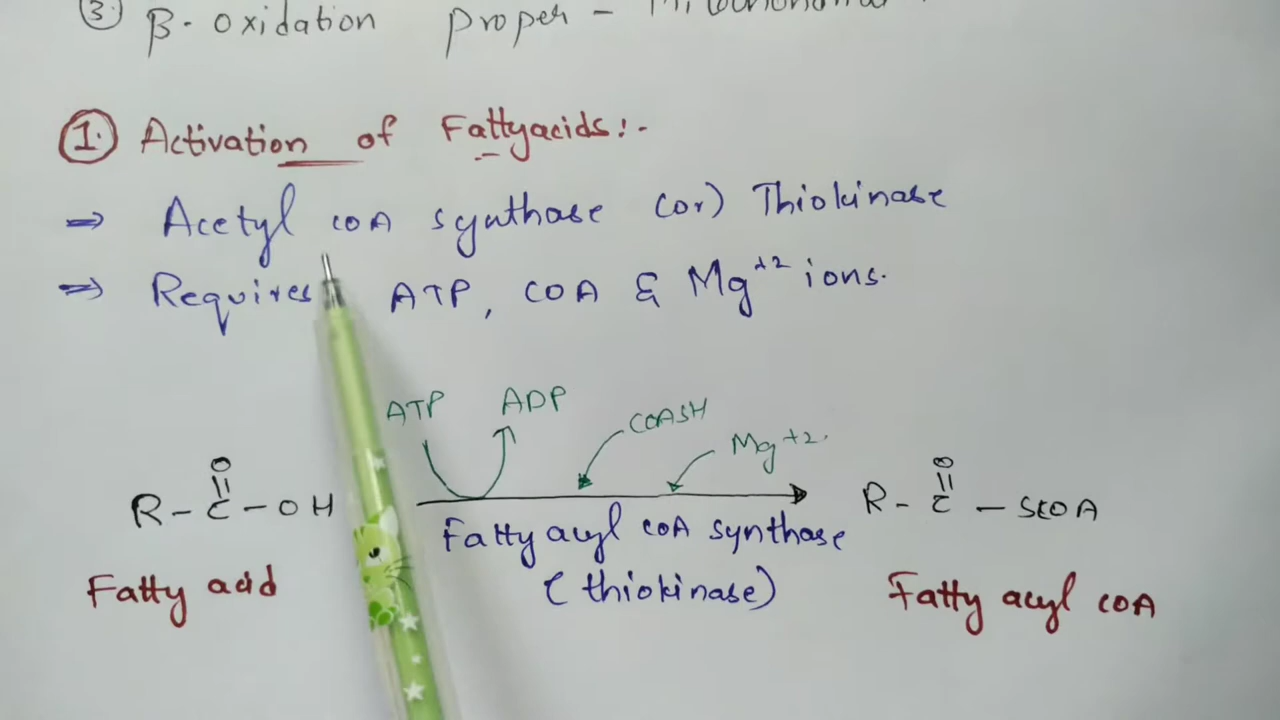 ③ β-oxidation proper - Mitochondria
① Activation of Fattyacids:-
⇒ Acetyl COA synthase (or) Thiokinase
⇒ Requires ATP, COA & Mg+2 ions.
ATP ADP COASH Mg+2.
O O
|| ||
R-C-OH R-C-SCOA
Fatty acyl COA synthase
(thiokinase)
Fatty acid Fatty acyl COA